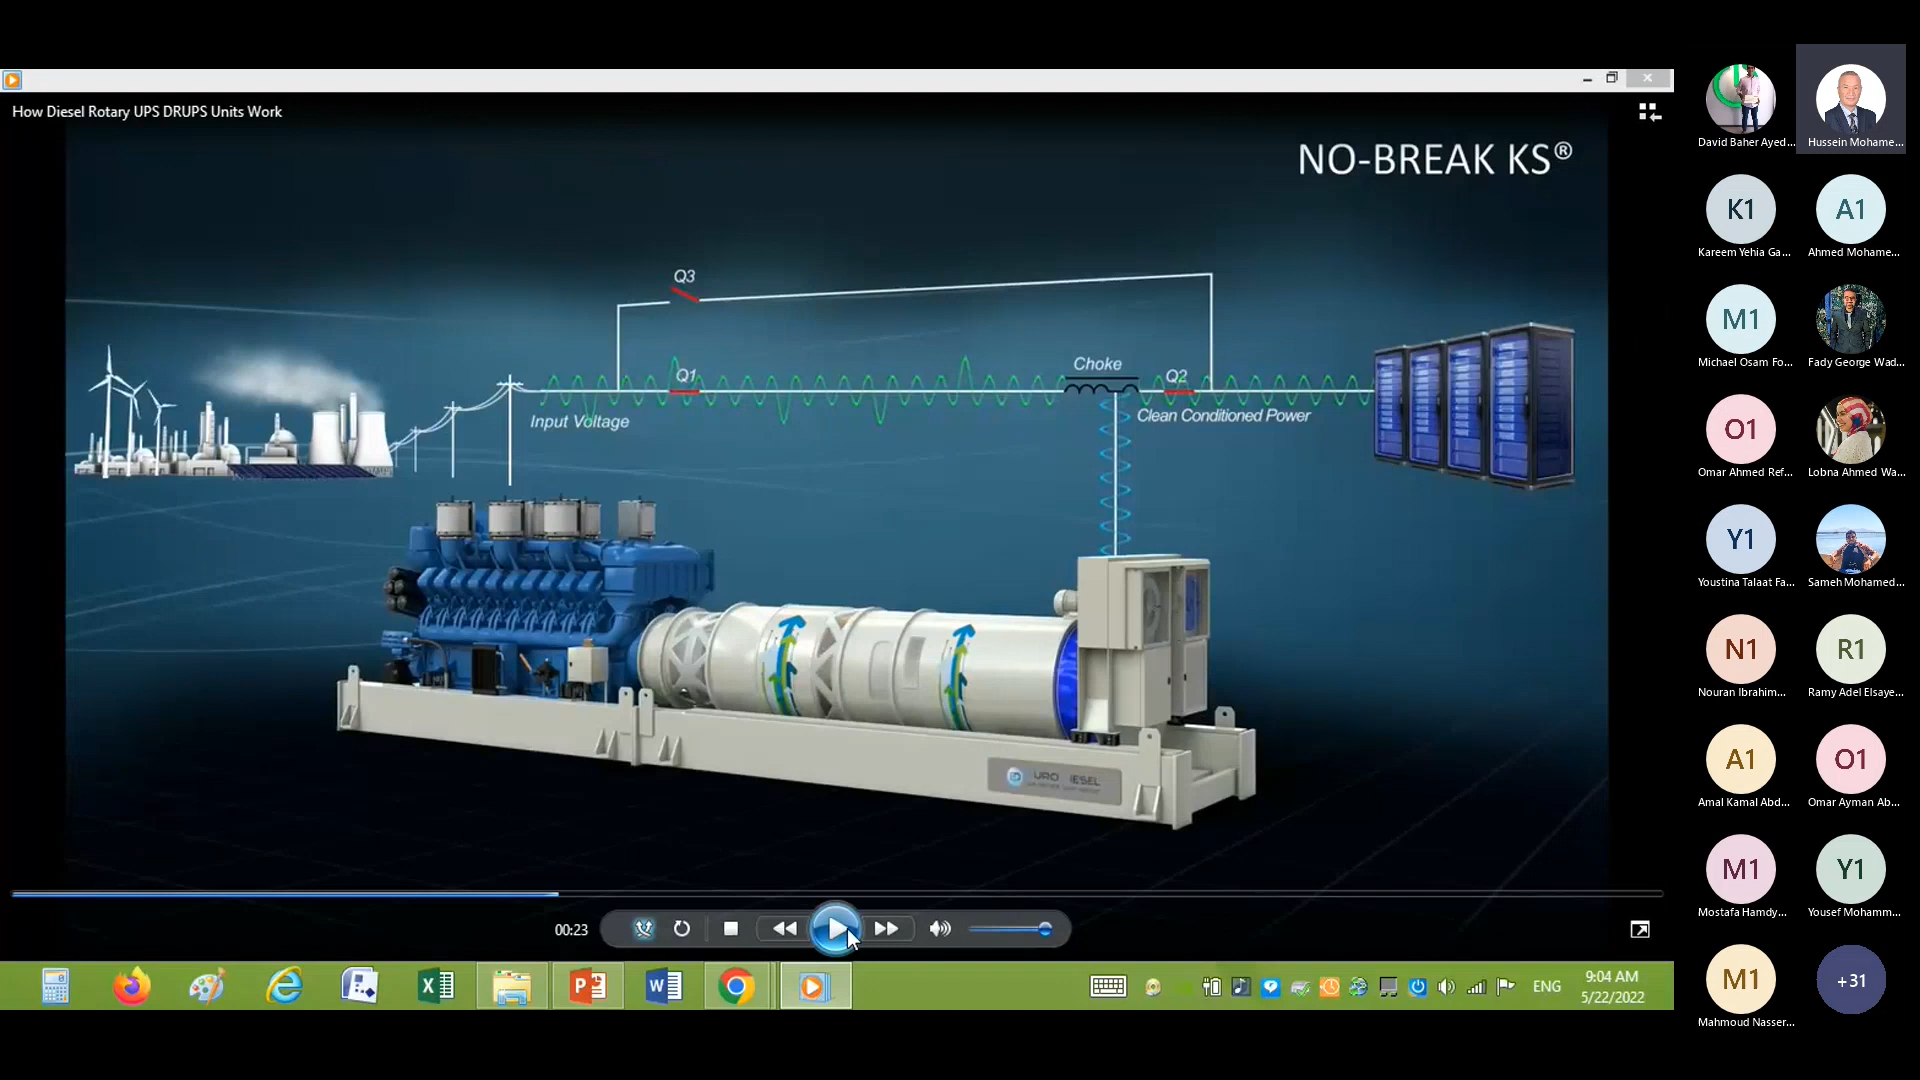 How Diesel Rotary UPS DRUPS Units Work
NO-BREAK KS®
Q3
Q1
Choke
Q2
Input Voltage
Clean Conditioned Power
00:23
ENG
9:04 AM
5/22/2022
David Baher Ayed...
Hussein Mohame...
K1
A1
Kareem Yehia Ga...
Ahmed Mohame...
M1
Michael Osam Fo...
Fady George Wad...
O1
Omar Ahmed Ref...
Lobna Ahmed Wa...
Y1
Youstina Talaat Fa...
Sameh Mohamed...
N1
R1
Nouran Ibrahim...
Ramy Adel Elsaye...
A1
O1
Amal Kamal Abd...
Omar Ayman Ab...
M1
Y1
Mostafa Hamdy...
Yousef Mohamm...
M1
+31
Mahmoud Nasser...